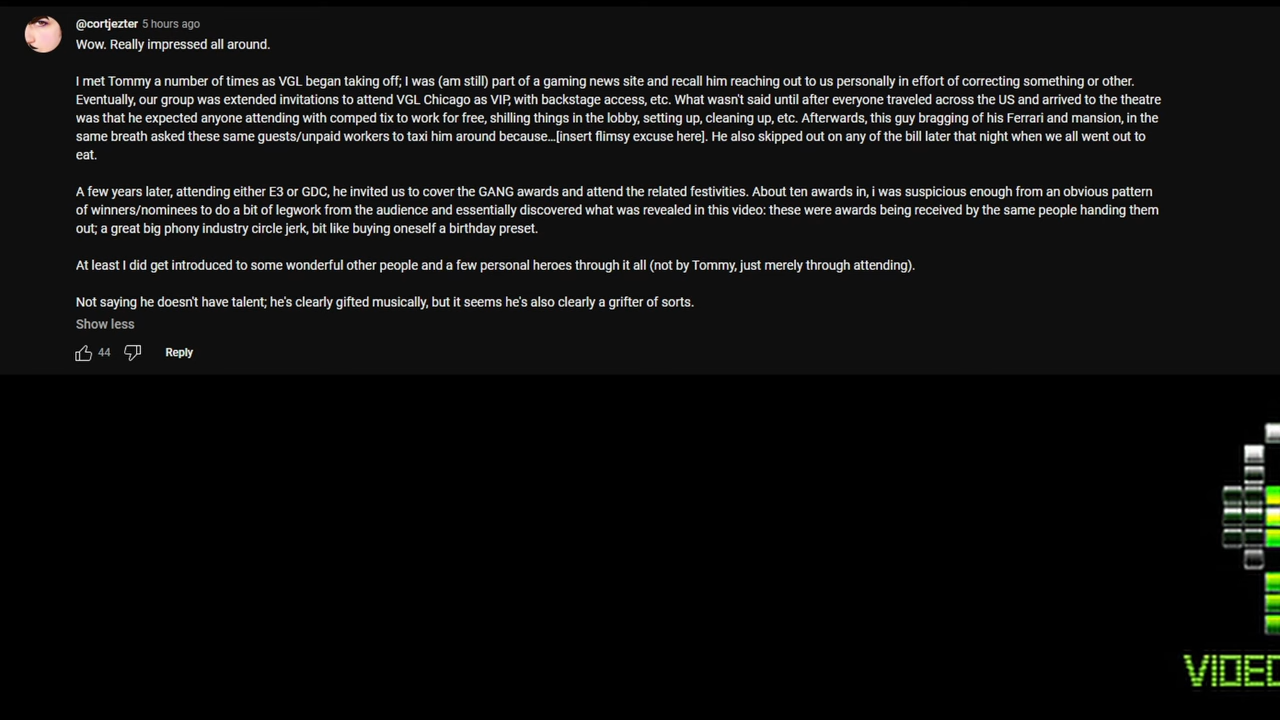 @cortjezter 5 hours ago
Wow. Really impressed all around.
I met Tommy a number of times as VGL began taking off; I was (am still) part of a gaming news site and recall him reaching out to us personally in effort of correcting something or other.
Eventually, our group was extended invitations to attend VGL Chicago as VIP, with backstage access, etc. What wasn't said until after everyone traveled across the US and arrived to the theatre
was that he expected anyone attending with comped tix to work for free, shilling things in the lobby, setting up, cleaning up, etc. Afterwards, this guy bragging of his Ferrari and mansion, in the
same breath asked these same guests/unpaid workers to taxi him around because…[insert flimsy excuse here]. He also skipped out on any of the bill later that night when we all went out to
eat.
A few years later, attending either E3 or GDC, he invited us to cover the GANG awards and attend the related festivities. About ten awards in, i was suspicious enough from an obvious pattern
of winners/nominees to do a bit of legwork from the audience and essentially discovered what was revealed in this video: these were awards being received by the same people handing them
out; a great big phony industry circle jerk, bit like buying oneself a birthday preset.
At least I did get introduced to some wonderful other people and a few personal heroes through it all (not by Tommy, just merely through attending).
Not saying he doesn't have talent; he's clearly gifted musically, but it seems he's also clearly a grifter of sorts.
Show less
44 Reply
VIDEO